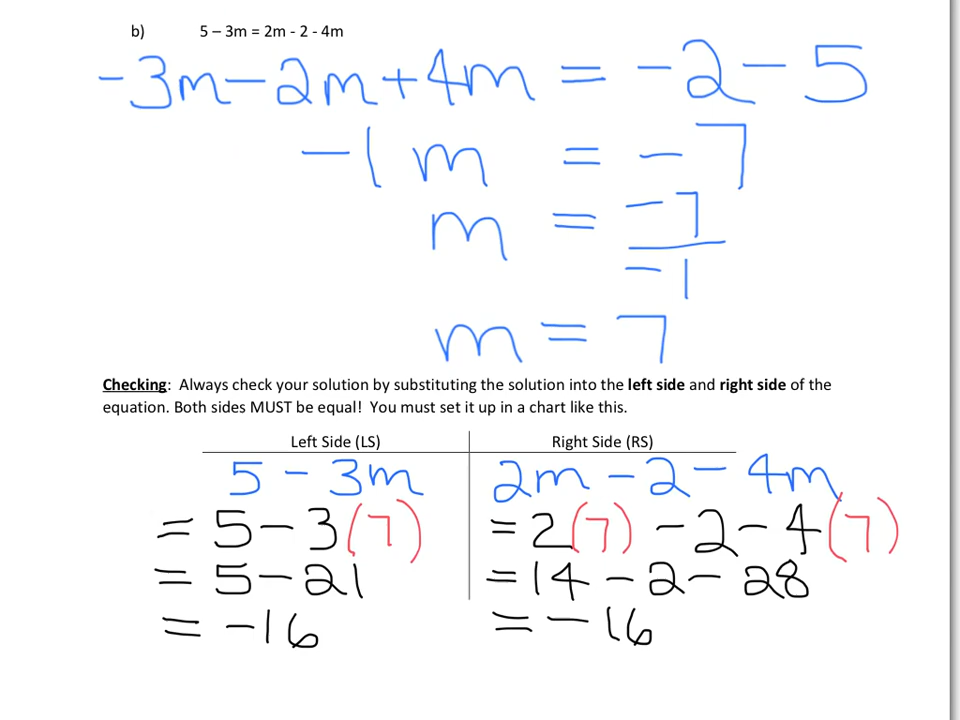 b) 5 – 3m = 2m - 2 - 4m
-3m-2m+4m = -2-5
-1m = -7
m = -7/-1
m = 7
Checking: Always check your solution by substituting the solution into the left side and right side of the
equation. Both sides MUST be equal! You must set it up in a chart like this.
Left Side (LS) Right Side (RS)
5-3m 2m-2-4m
=5-3(7) =2(7)-2-4(7)
=5-21 =14-2-28
=-16 =-16